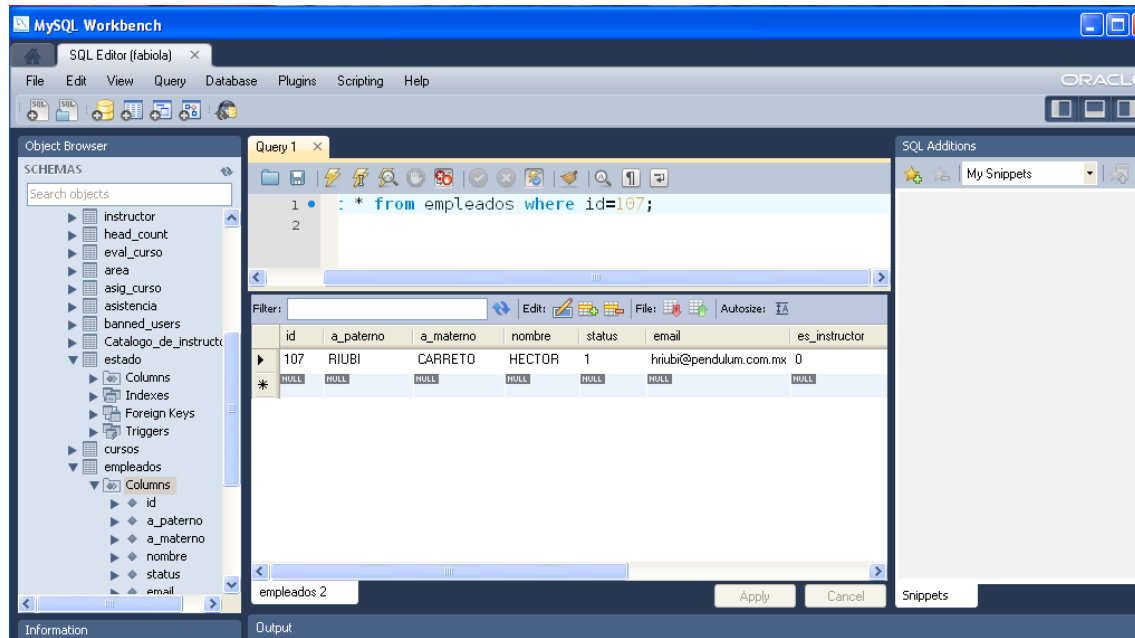 MySQL Workbench
SQL Editor (fabiola)
File Edit View Query Database Plugins Scripting Help
ORACL
Object Browser
SCHEMAS
Search objects
instructor
head_count
eval_curso
area
asig_curso
asistencia
banned_users
Catalogo_de_instructo
estado
Columns
Indexes
Foreign Keys
Triggers
cursos
empleados
Columns
id
a_paterno
a_materno
nombre
status
email
Information
Query 1
1 * from empleados where id=107;
2
Filter: Edit: File: Autosize:
id a_paterno a_materno nombre status email es_instructor
107 RIUBI CARRETO HECTOR 1 hriubi@pendulum.com.mx 0
NULL NULL NULL NULL NULL NULL NULL
empleados 2
Apply Cancel
Output
SQL Additions
My Snippets
Snippets